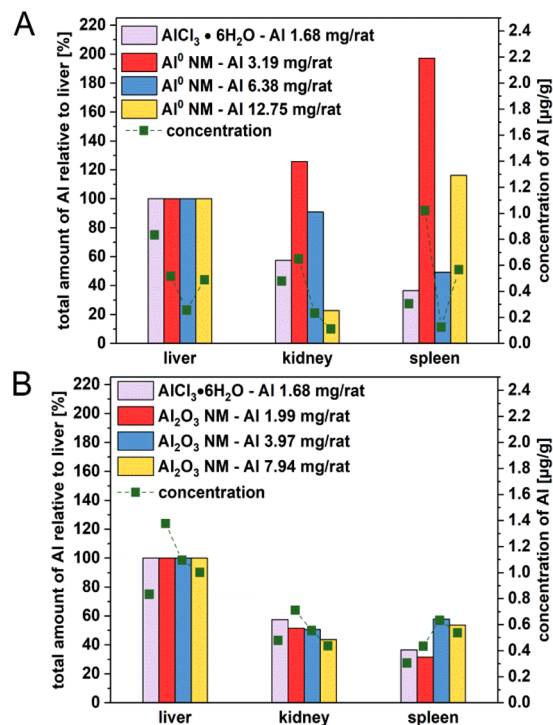 A
total amount of Al relative to liver [%]
220
200
180
160
140
120
100
80
60
40
20
0
AlCl₃ • 6H₂O - Al 1.68 mg/rat
Al⁰ NM - Al 3.19 mg/rat
Al⁰ NM - Al 6.38 mg/rat
Al⁰ NM - Al 12.75 mg/rat
concentration
2.4
2.2
2.0
1.8
1.6
1.4
1.2
1.0
0.8
0.6
0.4
0.2
0.0
concentration of Al [µg/g]
liver kidney spleen
B
total amount of Al relative to liver [%]
220
200
180
160
140
120
100
80
60
40
20
0
AlCl₃•6H₂O - Al 1.68 mg/rat
Al₂O₃ NM - Al 1.99 mg/rat
Al₂O₃ NM - Al 3.97 mg/rat
Al₂O₃ NM - Al 7.94 mg/rat
concentration
2.4
2.2
2.0
1.8
1.6
1.4
1.2
1.0
0.8
0.6
0.4
0.2
0.0
concentration of Al [µg/g]
liver kidney spleen